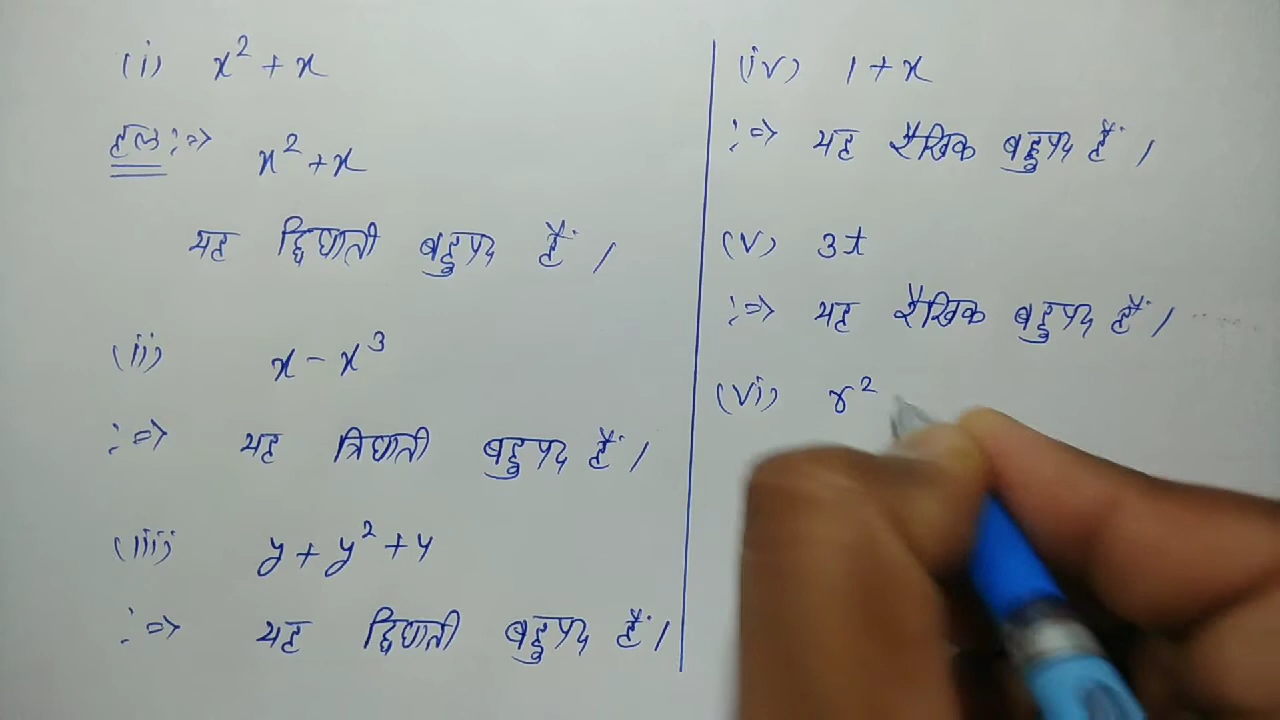 (i) x² + x
हल :=> x² + x
यह द्विघाती बहुपद हैं ।
(ii) x - x³
:=> यह त्रिघाती बहुपद हैं ।
(iii) y + y² + 4
:=> यह द्विघाती बहुपद हैं ।
(iv) 1 + x
:=> यह रैखिक बहुपद हैं ।
(v) 3t
:=> यह रैखिक बहुपद हैं ।
(vi) r²